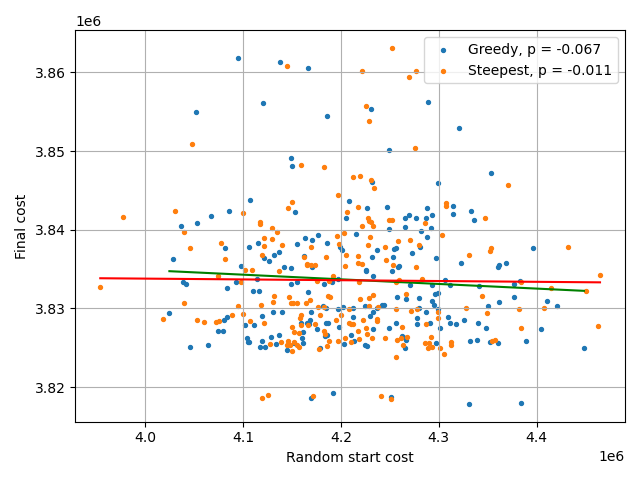 1e6
3.86
3.85
3.84
3.83
3.82
Final cost
Greedy, p = -0.067
Steepest, p = -0.011
4.0 4.1 4.2 4.3 4.4
1e6
Random start cost